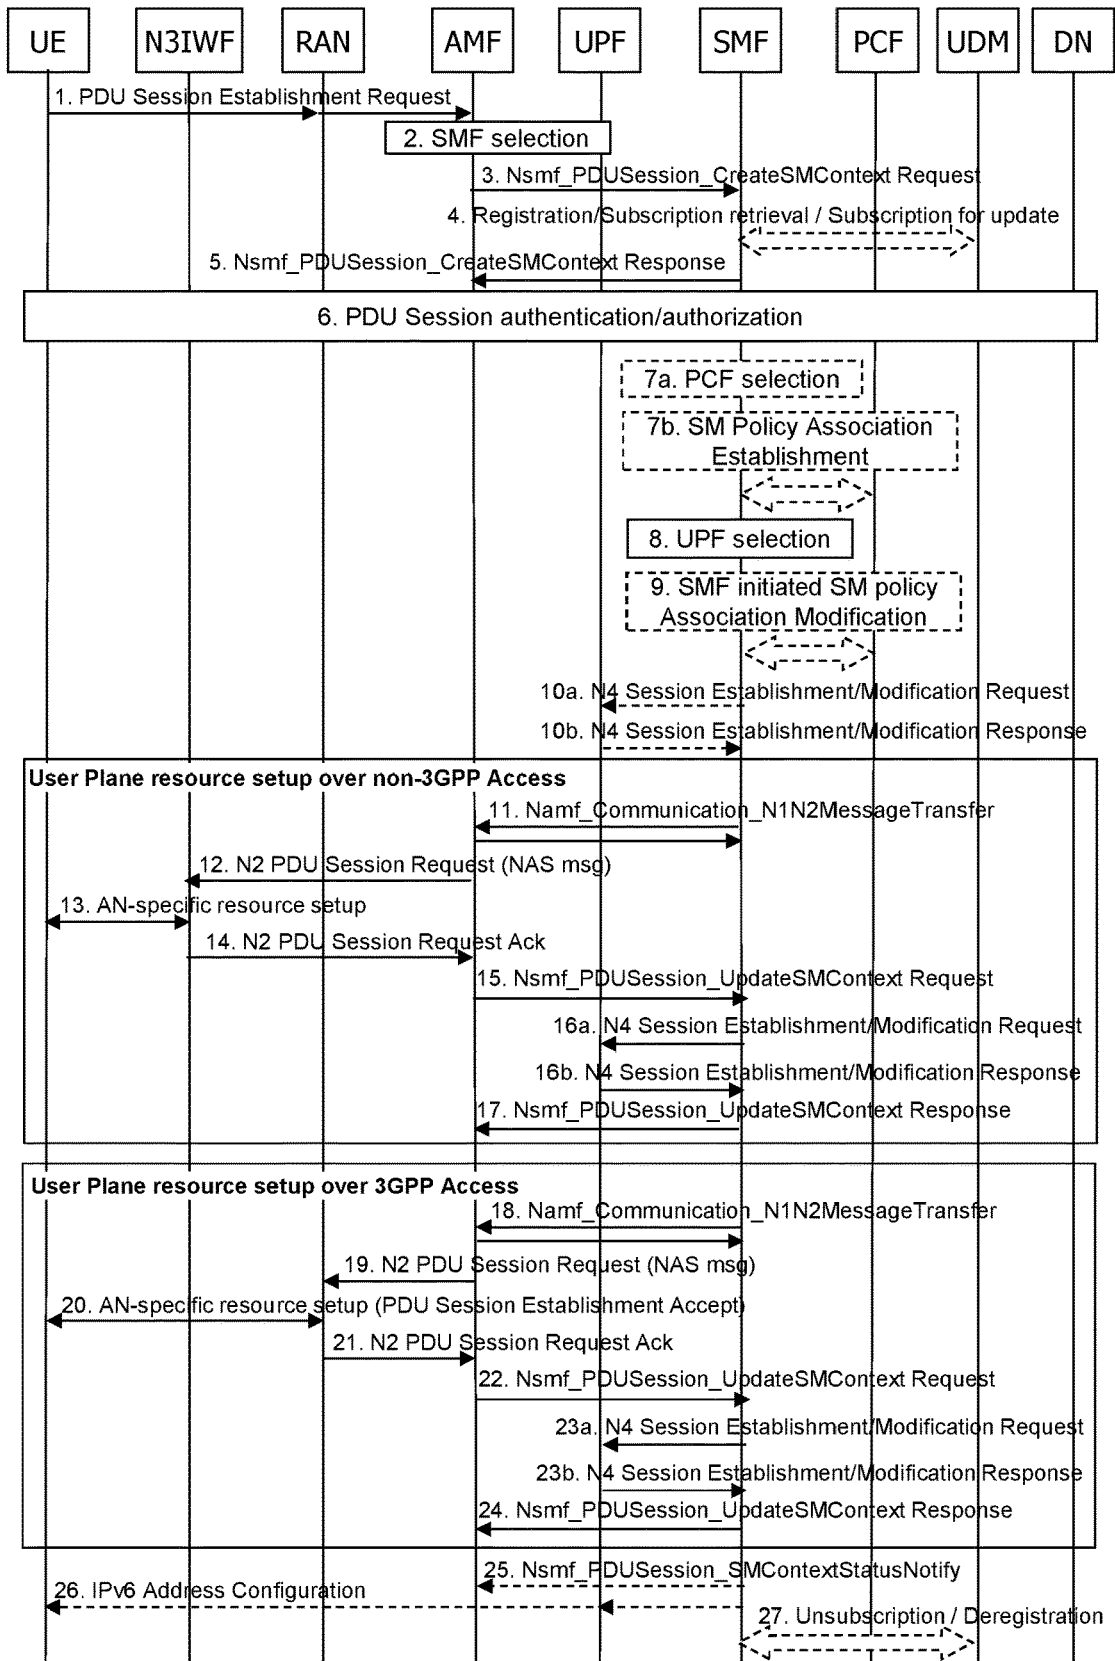 UE N3IWF RAN AMF UPF SMF PCF UDM DN
1. PDU Session Establishment Request
2. SMF selection
3. Nsmf_PDUSession_CreateSMContext Request
4. Registration/Subscription retrieval / Subscription for update
5. Nsmf_PDUSession_CreateSMContext Response
6. PDU Session authentication/authorization
7a. PCF selection
7b. SM Policy Association
Establishment
8. UPF selection
9. SMF initiated SM policy
Association Modification
10a. N4 Session Establishment/Modification Request
10b. N4 Session Establishment/Modification Response
User Plane resource setup over non-3GPP Access
11. Namf_Communication_N1N2MessageTransfer
12. N2 PDU Session Request (NAS msg)
13. AN-specific resource setup
14. N2 PDU Session Request Ack
15. Nsmf_PDUSession_UpdateSMContext Request
16a. N4 Session Establishment/Modification Request
16b. N4 Session Establishment/Modification Response
17. Nsmf_PDUSession_UpdateSMContext Response
User Plane resource setup over 3GPP Access
18. Namf_Communication_N1N2MessageTransfer
19. N2 PDU Session Request (NAS msg)
20. AN-specific resource setup (PDU Session Establishment Accept)
21. N2 PDU Session Request Ack
22. Nsmf_PDUSession_UpdateSMContext Request
23a. N4 Session Establishment/Modification Request
23b. N4 Session Establishment/Modification Response
24. Nsmf_PDUSession_UpdateSMContext Response
25. Nsmf_PDUSession_SMContextStatusNotify
26. IPv6 Address Configuration
27. Unsubscription / Deregistration